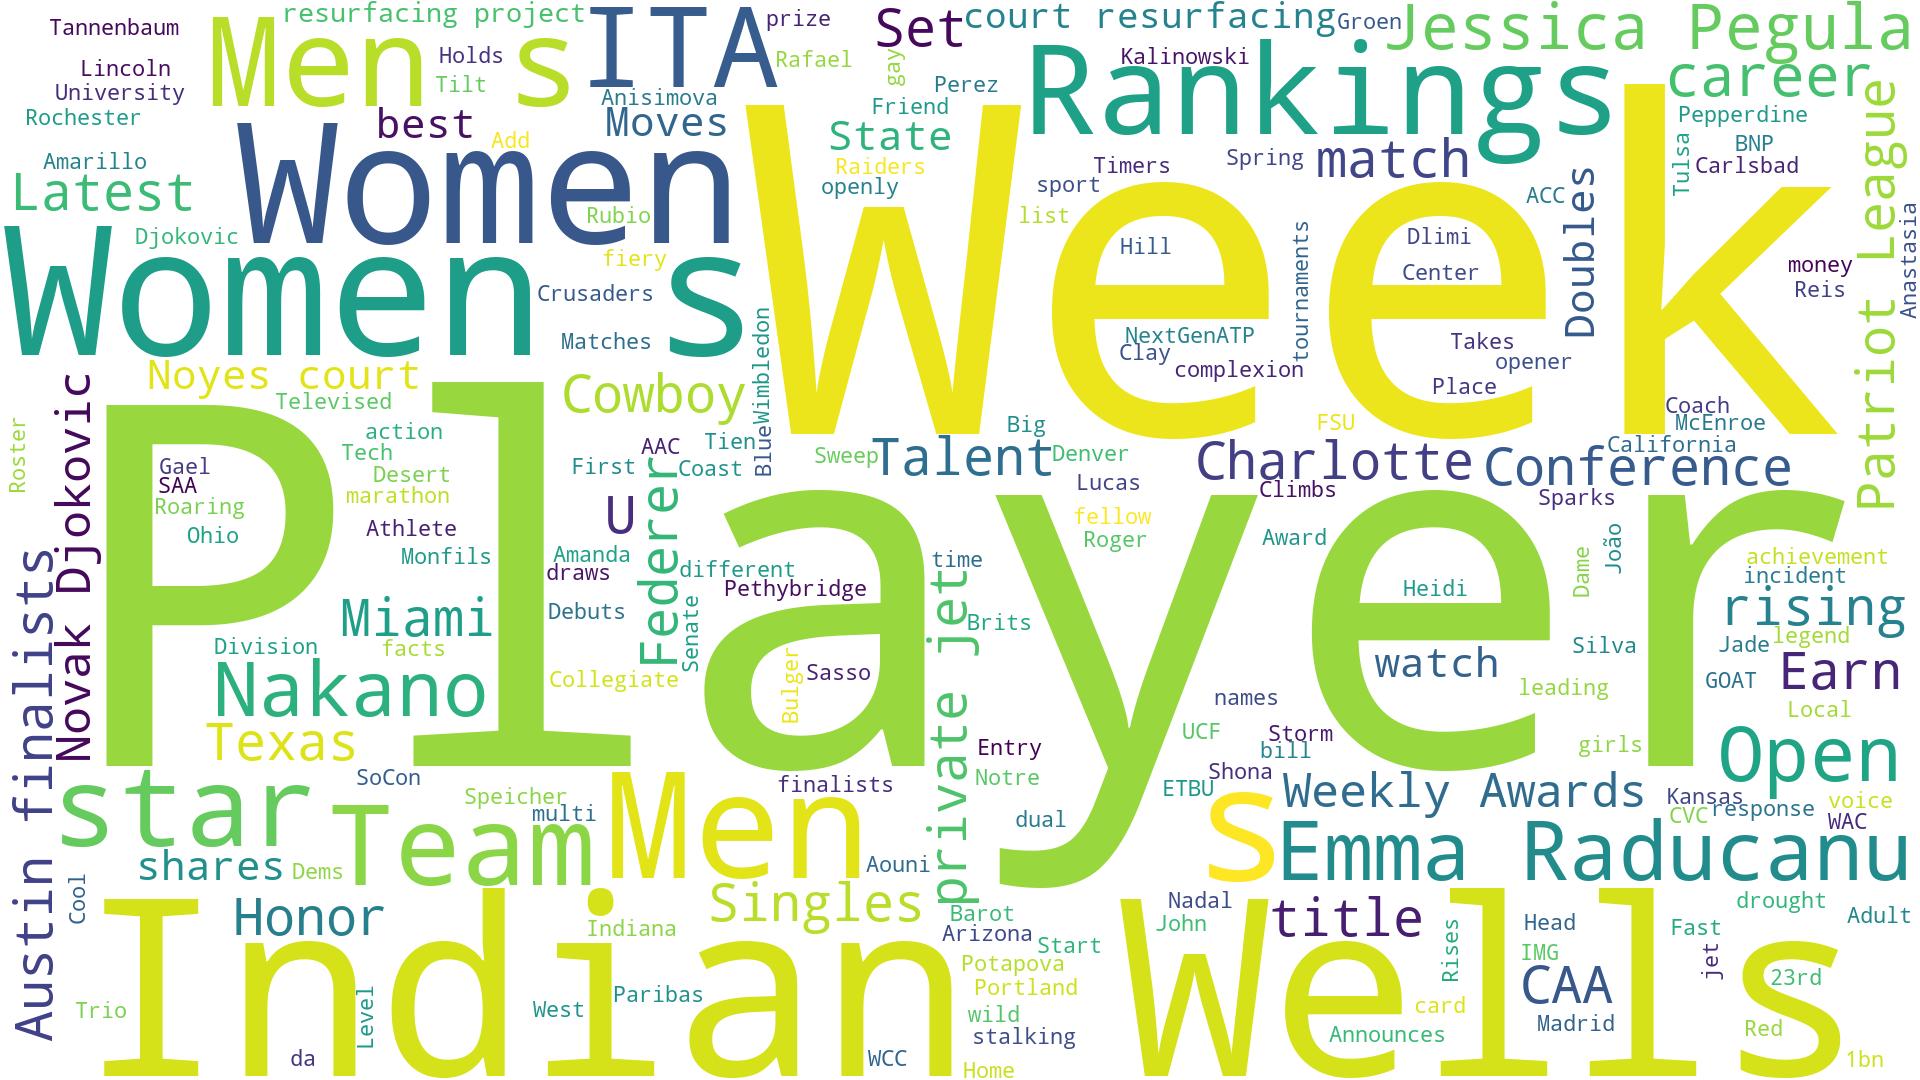 Tannenbaum
resurfacing project
Men s
ITA
prize
Set
court resurfacing
Groen
Jessica Pegula
Lincoln
University
Holds
Tilt
Rafael
gay
Kalinowski
Rankings
career
Rochester
best
Anisimova
Moves
Perez
Friend
Pepperdine
Add
State
BNP
Amarillo
Women
Raiders
Timers
Spring
match
Tulsa
Carlsbad
Patriot League
Latest
openly
sport
ACC
Doubles
Djokovic
Rubio
list
Week
Hill
Dlimi
Anastasia
Women s
fiery
Center
money
Reis
Crusaders
tournaments
Matches
Wimbledon
NextGenATP
Clay
complexion
Takes
opener
Noyes court
Cowboy
Place
Televised
Coach
McEnroe
Novak Djokovic
Roster
action
Tech
AAC
Tien
Blue
Big
FSU
California
Gael
SAA
Desert
marathon
First
Coast
Sweep
Talent
Denver
Charlotte
Conference
Roaring
Ohio
Athlete
U
Federer
Lucas
Climbs
Sparks
fellow
Roger
Award
João
Monfils
Amanda
draws
different
time
Dame
achievement
incident
Austin finalists
Player
Pethybridge
private jet
Heidi
rising
Miami
Debuts
Senate
Brits
legend
Division
facts
Silva
Jade
Nakano
Collegiate
Bulger
Sasso
watch
leading
GOAT
Earn
names
Local
Texas
Entry
UCF
Storm
bill
girls
Open
SoCon
star
Speicher
multi
finalists
Notre
Shona
ETBU
Weekly Awards
Kansas
CVC
response
voice
WAC
Team
Men
dual
s
Emma Raducanu
shares
Dems
Aouni
Cool
Honor
Singles
Nadal
title
drought
Indiana
Barot
Arizona
John
Start
Rises
Head
Fast
Adult
Indian Wells
Potapova
Portland
IMG
CAA
jet
23rd
Trio
Level
West
Paribas
wild
stalking
card
Announces
Madrid
Red
da
WCC
Home
1bn